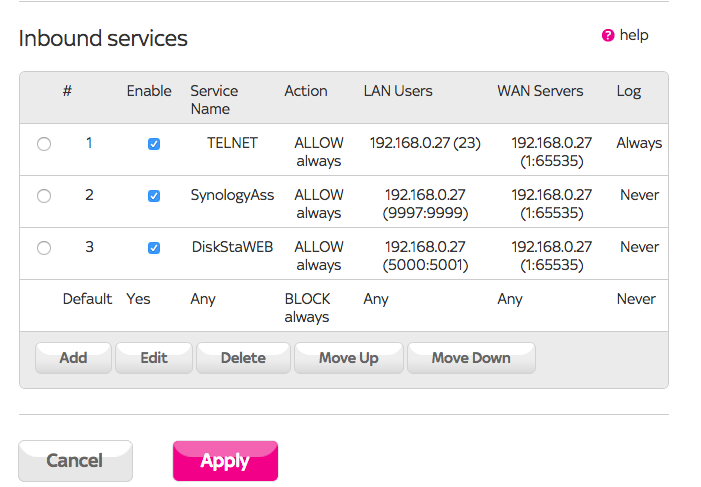 Inbound services
? help
# Enable Service Name Action LAN Users WAN Servers Log
1 TELNET ALLOW always 192.168.0.27 (23) 192.168.0.27 (1:65535) Always
2 SynologyAss ALLOW always 192.168.0.27 (9997:9999) 192.168.0.27 (1:65535) Never
3 DiskStaWEB ALLOW always 192.168.0.27 (5000:5001) 192.168.0.27 (1:65535) Never
Default Yes Any BLOCK always Any Any Never
Add Edit Delete Move Up Move Down
Cancel Apply